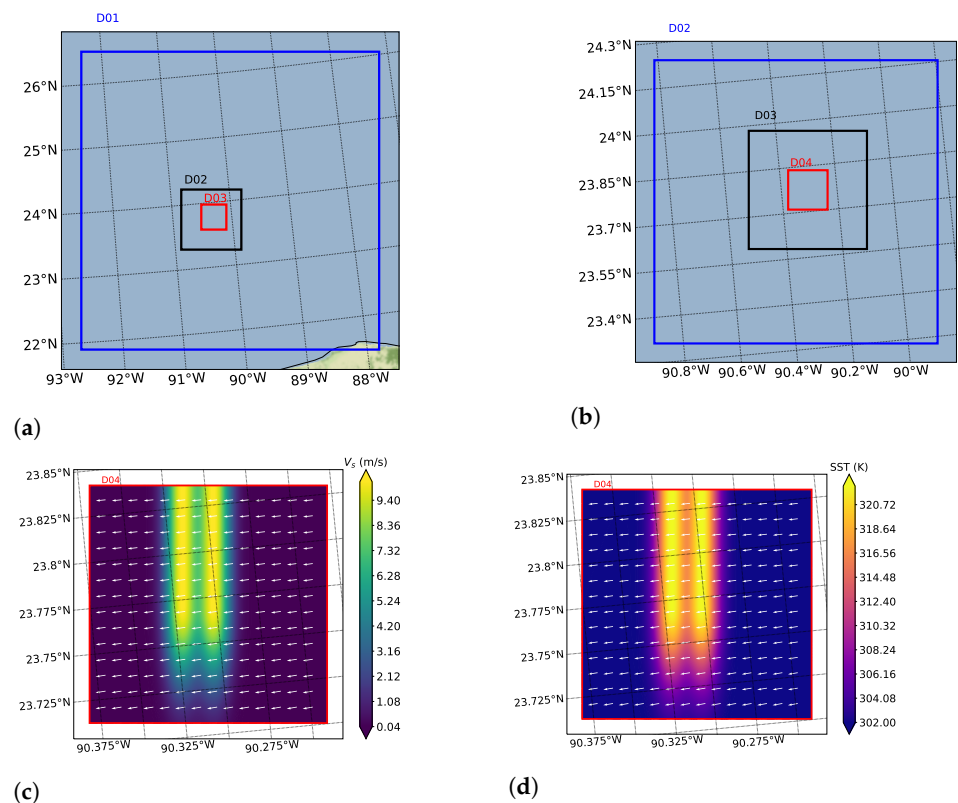 D01
26°N
25°N
24°N
23°N
22°N
D02
D03
93°W 92°W 91°W 90°W 89°W 88°W
(a)
D02
24.3°N
24.15°N
24°N
23.85°N
23.7°N
23.55°N
23.4°N
D03
D04
90.8°W 90.6°W 90.4°W 90.2°W 90°W
(b)
23.85°N
23.825°N
23.8°N
23.775°N
23.75°N
23.725°N
D04
90.375°W 90.325°W 90.275°W
Vs (m/s)
9.40
8.36
7.32
6.28
5.24
4.20
3.16
2.12
1.08
0.04
(c)
23.85°N
23.825°N
23.8°N
23.775°N
23.75°N
23.725°N
D04
90.375°W 90.325°W 90.275°W
SST (K)
320.72
318.64
316.56
314.48
312.40
310.32
308.24
306.16
304.08
302.00
(d)